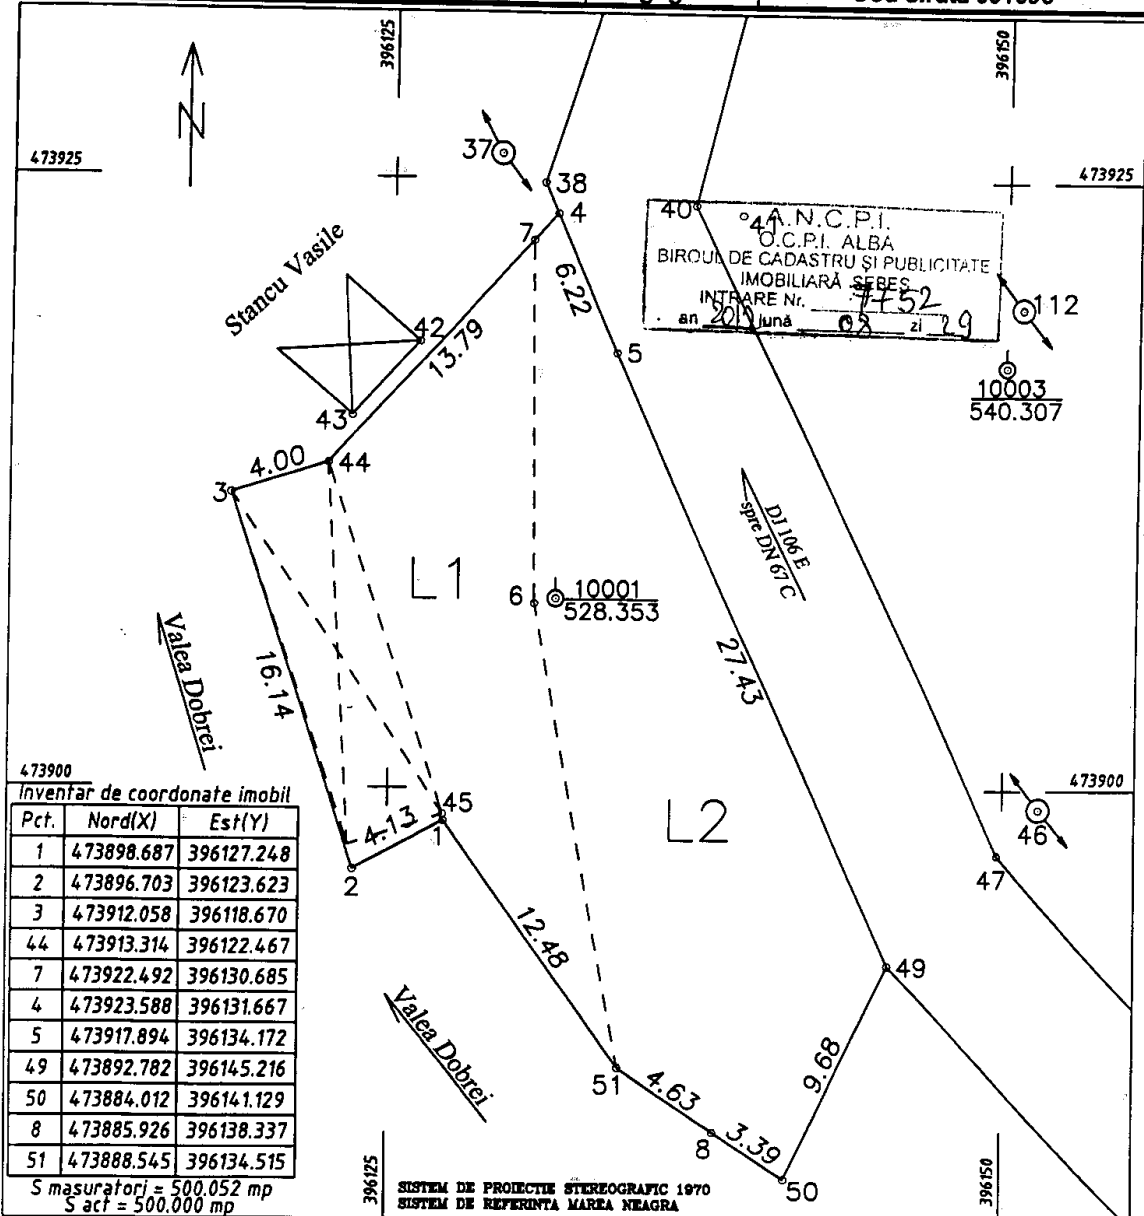 396125
396150
N
473925
473925
37
38
4
7
40
41
A.N.C.P.I.
O.C.P.I. ALBA
BIROUL DE CADASTRU ȘI PUBLICITATE
IMOBILIARĂ SEBEȘ
INTRARE Nr. 7752
an lună 08 zi 29
6.22
Stancu Vasile
42
13.79
5
112
10003
540.307
43
4.00
44
3
DJ 106 E
spre DN 67 C
L1
6
10001
528.353
Valea Dobrei
16.14
27.43
473900
473900
45
4.13
1
2
L2
46
47
Inventar de coordonate imobil
Pct. Nord(X) Est(Y)
1 473898.687 396127.248
2 473896.703 396123.623
3 473912.058 396118.670
44 473913.314 396122.467
7 473922.492 396130.685
4 473923.588 396131.667
5 473917.894 396134.172
49 473892.782 396145.216
50 473884.012 396141.129
8 473885.926 396138.337
51 473888.545 396134.515
S masuratori = 500.052 mp
S act = 500.000 mp
12.48
49
Valea Dobrei
9.68
51
4.63
8
3.39
50
396125
396150
SISTEM DE PROIECTIE STEREOGRAFIC 1970
SISTEM DE REFERINTA MAREA NEAGRA